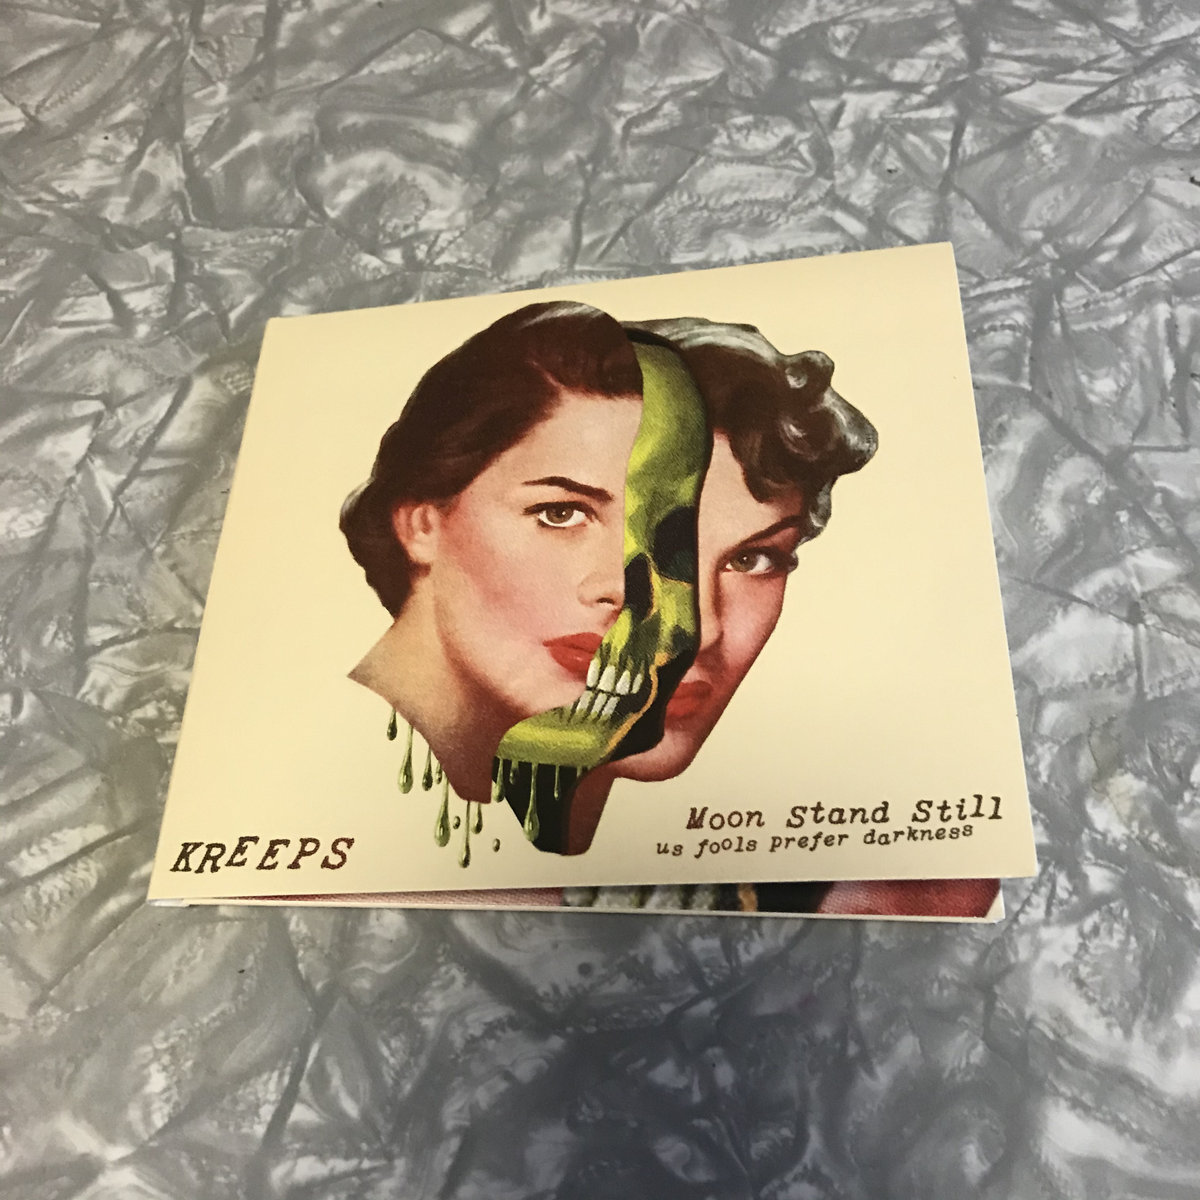 KREEPS
Moon Stand Still
us fools prefer darkness